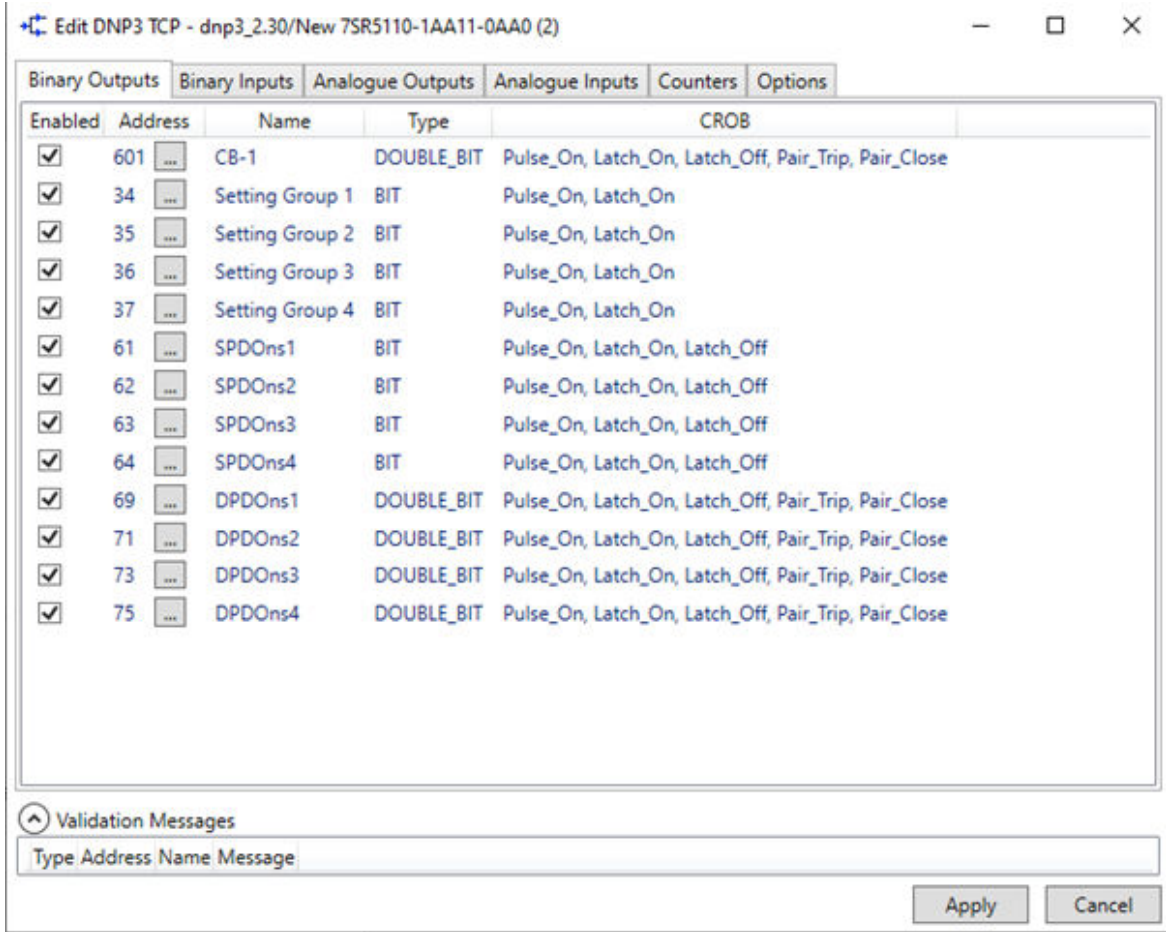 Edit DNP3 TCP - dnp3_2.30/New 7SR5110-1AA11-0AA0 (2)
Binary Outputs Binary Inputs Analogue Outputs Analogue Inputs Counters Options
Enabled Address Name Type CROB
601 ... CB-1 DOUBLE_BIT Pulse_On, Latch_On, Latch_Off, Pair_Trip, Pair_Close
34 ... Setting Group 1 BIT Pulse_On, Latch_On
35 ... Setting Group 2 BIT Pulse_On, Latch_On
36 ... Setting Group 3 BIT Pulse_On, Latch_On
37 ... Setting Group 4 BIT Pulse_On, Latch_On
61 ... SPDOns1 BIT Pulse_On, Latch_On, Latch_Off
62 ... SPDOns2 BIT Pulse_On, Latch_On, Latch_Off
63 ... SPDOns3 BIT Pulse_On, Latch_On, Latch_Off
64 ... SPDOns4 BIT Pulse_On, Latch_On, Latch_Off
69 ... DPDOns1 DOUBLE_BIT Pulse_On, Latch_On, Latch_Off, Pair_Trip, Pair_Close
71 ... DPDOns2 DOUBLE_BIT Pulse_On, Latch_On, Latch_Off, Pair_Trip, Pair_Close
73 ... DPDOns3 DOUBLE_BIT Pulse_On, Latch_On, Latch_Off, Pair_Trip, Pair_Close
75 ... DPDOns4 DOUBLE_BIT Pulse_On, Latch_On, Latch_Off, Pair_Trip, Pair_Close
Validation Messages
Type Address Name Message
Apply Cancel